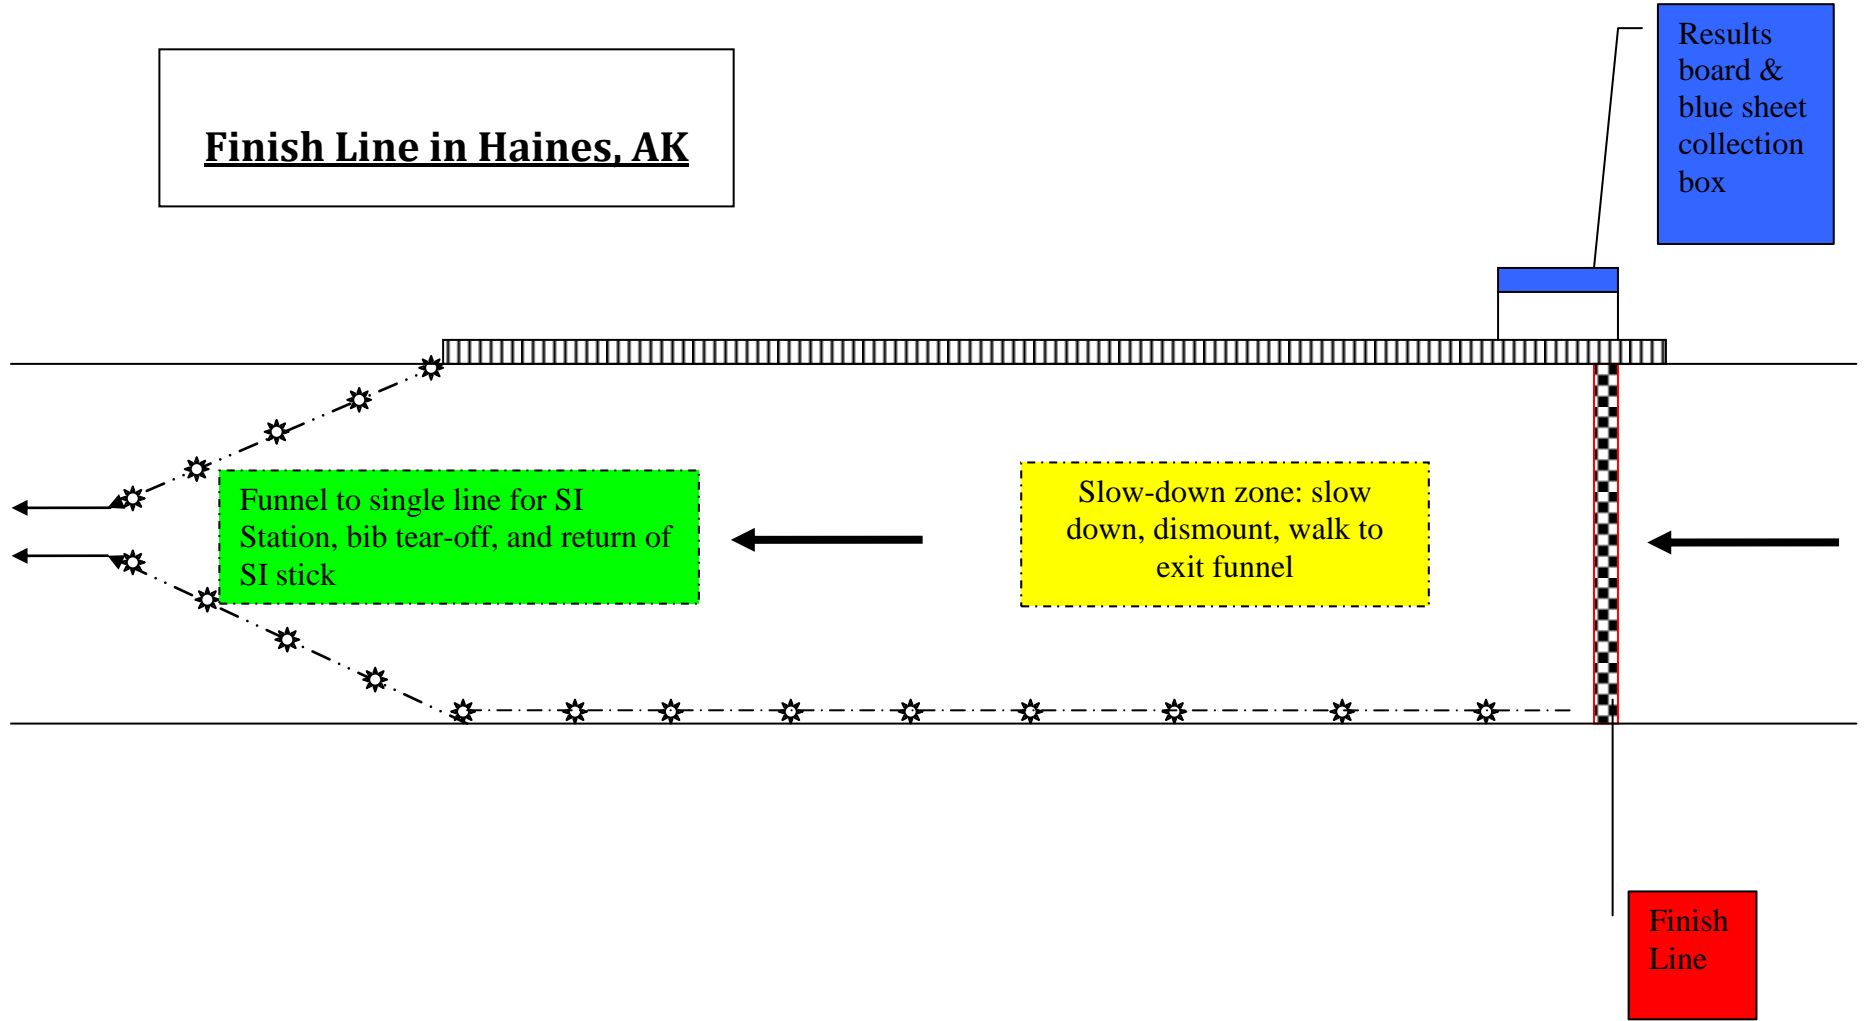 Finish Line in Haines, AK
Results
board &
blue sheet
collection
box
Funnel to single line for SI
Station, bib tear-off, and return of
SI stick
Slow-down zone: slow
down, dismount, walk to
exit funnel
Finish
Line